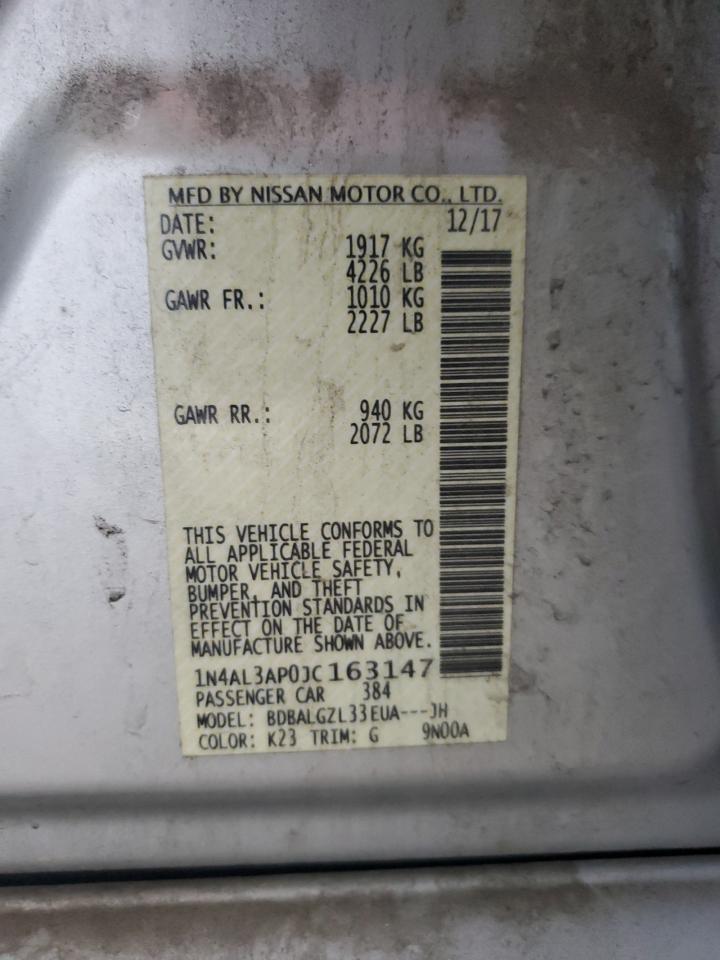 MFD BY NISSAN MOTOR CO., LTD.
DATE: 12/17
GVWR: 1917 KG
4226 LB
GAWR FR.: 1010 KG
2227 LB
GAWR RR.: 940 KG
2072 LB
THIS VEHICLE CONFORMS TO
ALL APPLICABLE FEDERAL
MOTOR VEHICLE SAFETY,
BUMPER, AND THEFT
PREVENTION STANDARDS IN
EFFECT ON THE DATE OF
MANUFACTURE SHOWN ABOVE.
1N4AL3AP0JC163147
PASSENGER CAR 384
MODEL: BDBALGZL33EUA---JH
COLOR: K23 TRIM: G 9N00A